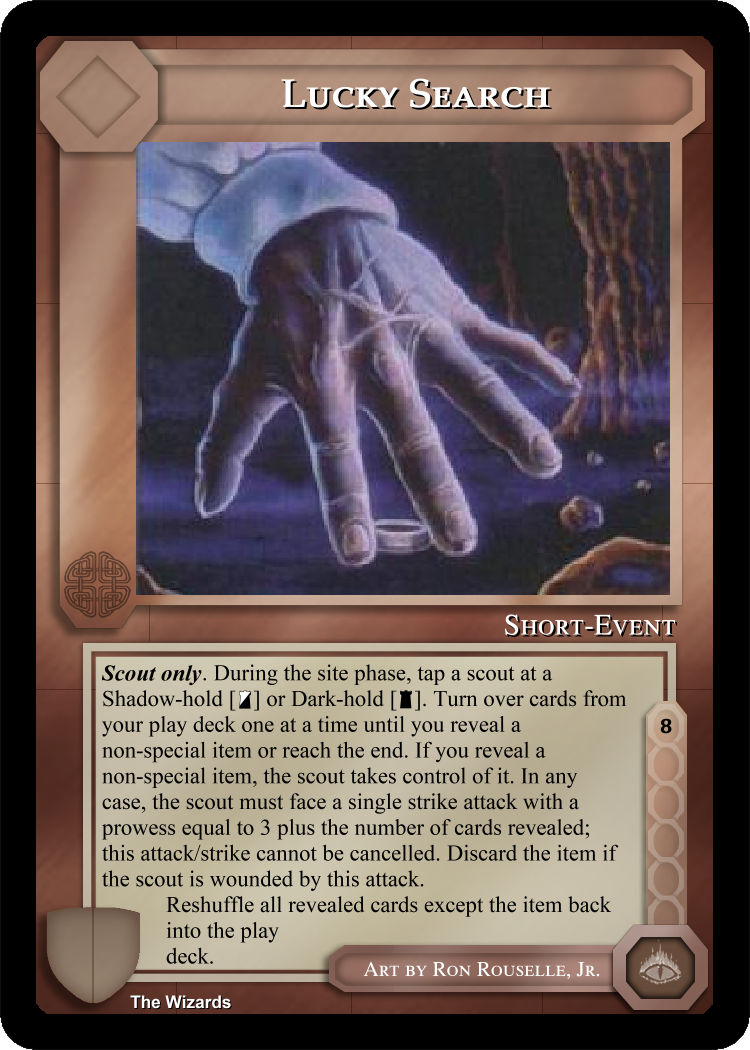 Lucky Search
Short-Event
Scout only. During the site phase, tap a scout at a
Shadow-hold [] or Dark-hold []. Turn over cards from
your play deck one at a time until you reveal a
non-special item or reach the end. If you reveal a
non-special item, the scout takes control of it. In any
case, the scout must face a single strike attack with a
prowess equal to 3 plus the number of cards revealed;
this attack/strike cannot be cancelled. Discard the item if
the scout is wounded by this attack.
Reshuffle all revealed cards except the item back
into the play
deck.
8
Art by Ron Rouselle, Jr.
The Wizards